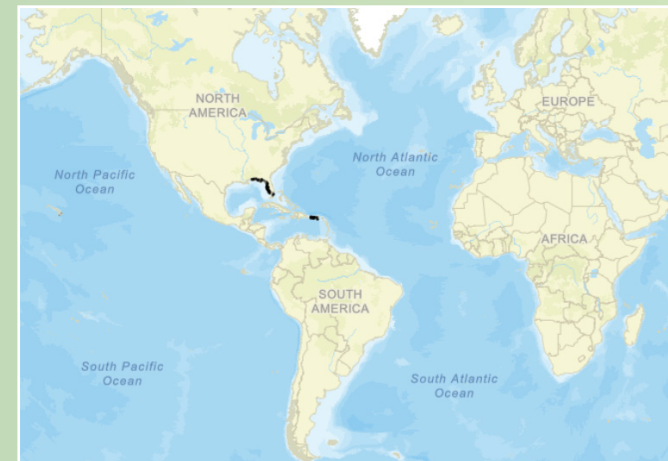 NORTH
AMERICA
EUROPE
North Atlantic
Ocean
North Pacific
Ocean
AFRICA
SOUTH
AMERICA
South Pacific
Ocean
South Atlantic
Ocean